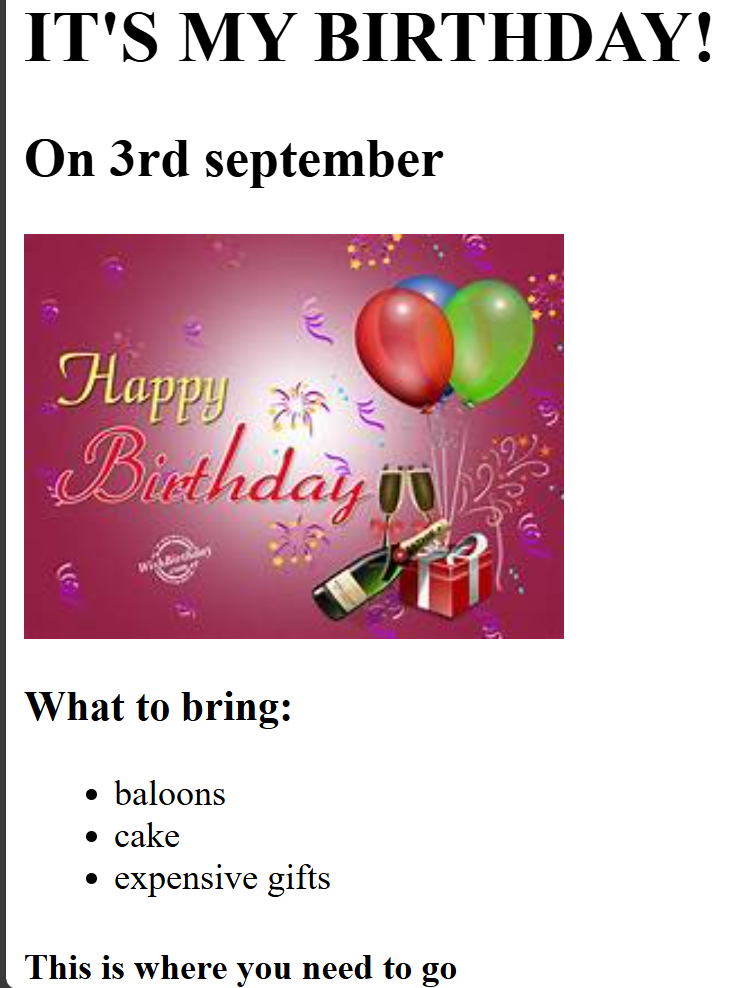 IT'S MY BIRTHDAY!
On 3rd september
Happy
Birthday
WishBirthday
.com
What to bring:
• baloons
• cake
• expensive gifts
This is where you need to go